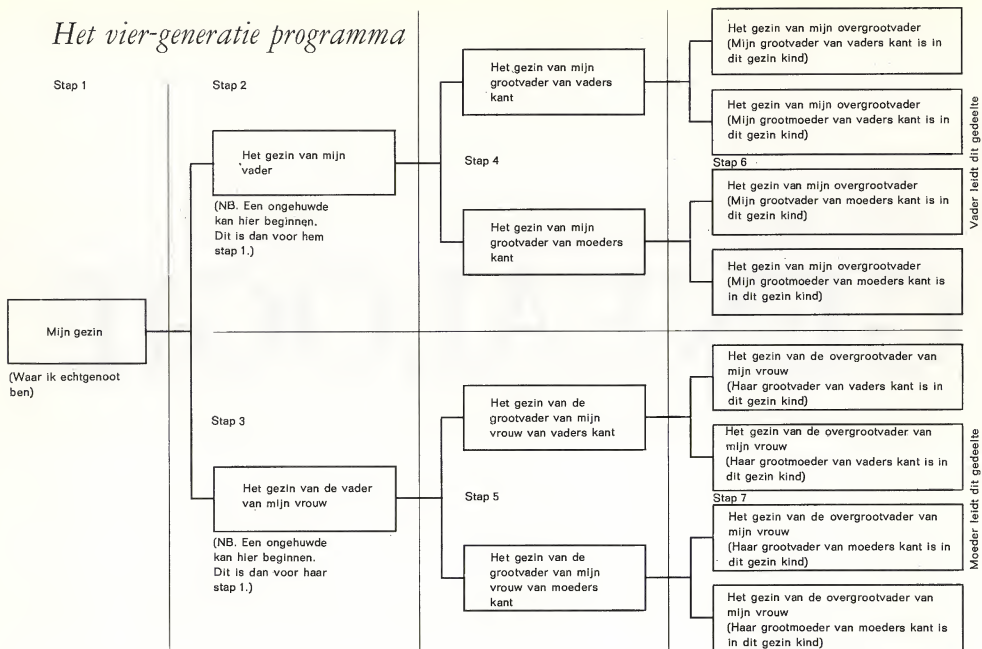 Het vier-generatie programma
Stap 1
Mijn gezin
(Waar ik echtgenoot
ben)
Stap 2
Het gezin van mijn
vader
(NB. Een ongehuwde
kan hier beginnen.
Dit is dan voor hem
stap 1.)
Stap 3
Het gezin van de vader
van mijn vrouw
(NB. Een ongehuwde
kan hier beginnen.
Dit is dan voor haar
stap 1.)
Het gezin van mijn
grootvader van vaders
kant
Stap 4
Het gezin van mijn
grootvader van moeders
kant
Het gezin van de
grootvader van mijn
vrouw van vaders kant
Stap 5
Het gezin van de
grootvader van mijn
vrouw van moeders
kant
Het gezin van mijn overgrootvader
(Mijn grootvader van vaders kant is in
dit gezin kind)
Het gezin van mijn overgrootvader
(Mijn grootmoeder van vaders kant is in
dit gezin kind)
Stap 6
Het gezin van mijn overgrootvader
(Mijn grootvader van moeders kant is in
dit gezin kind)
Het gezin van mijn overgrootvader
(Mijn grootmoeder van moeders kant is
in dit gezin kind)
Vader leidt dit gedeelte
Het gezin van de overgrootvader van
mijn vrouw
(Haar grootvader van vaders kant is in
dit gezin kind)
Het gezin van de overgrootvader van
mijn vrouw
(Haar grootmoeder van vaders kant is in
dit gezin kind)
Stap 7
Het gezin van de overgrootvader van
mijn vrouw
(Haar grootvader van moeders kant is in
dit gezin kind)
Het gezin van de overgrootvader van
mijn vrouw
(Haar grootmoeder van moeders kant is
in dit gezin kind)
Moeder leidt dit gedeelte